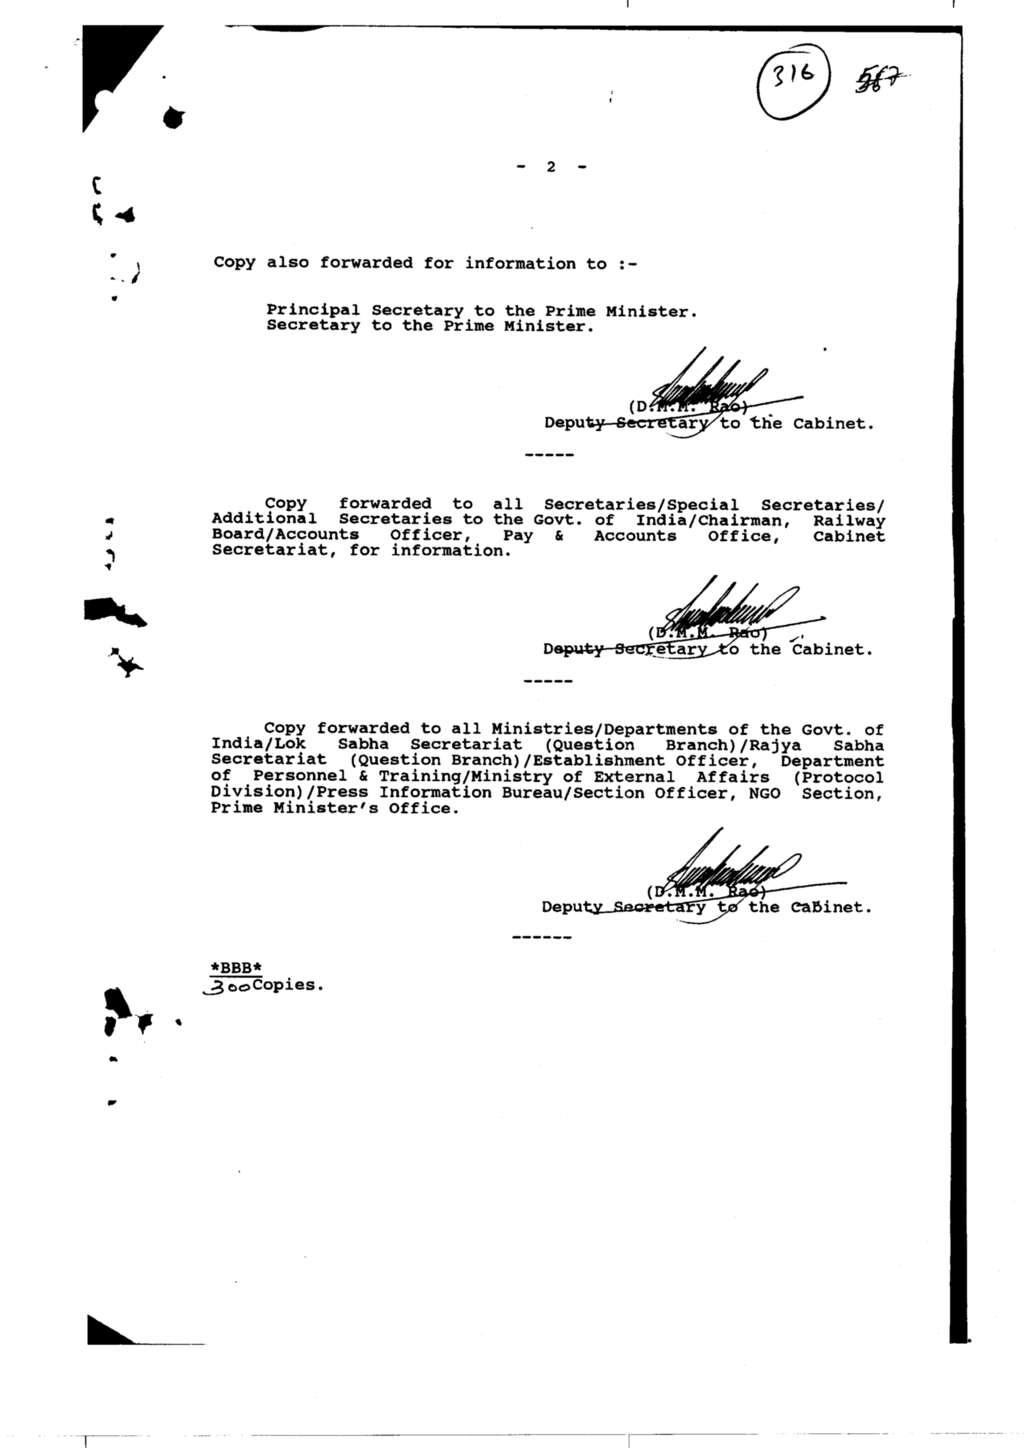 316
567
- 2 -
Copy also forwarded for information to :-
Principal Secretary to the Prime Minister.
Secretary to the Prime Minister.
(D.M.M. Rao)
Deputy Secretary to the Cabinet.
-----
Copy forwarded to all Secretaries/Special Secretaries/
Additional Secretaries to the Govt. of India/Chairman, Railway
Board/Accounts Officer, Pay & Accounts Office, Cabinet
Secretariat, for information.
(D.M.M. Rao)
Deputy Secretary to the Cabinet.
-----
Copy forwarded to all Ministries/Departments of the Govt. of
India/Lok Sabha Secretariat (Question Branch)/Rajya Sabha
Secretariat (Question Branch)/Establishment Officer, Department
of Personnel & Training/Ministry of External Affairs (Protocol
Division)/Press Information Bureau/Section Officer, NGO Section,
Prime Minister's Office.
(D.M.M. Rao)
Deputy Secretary to the Cabinet.
------
*BBB*
300 Copies.